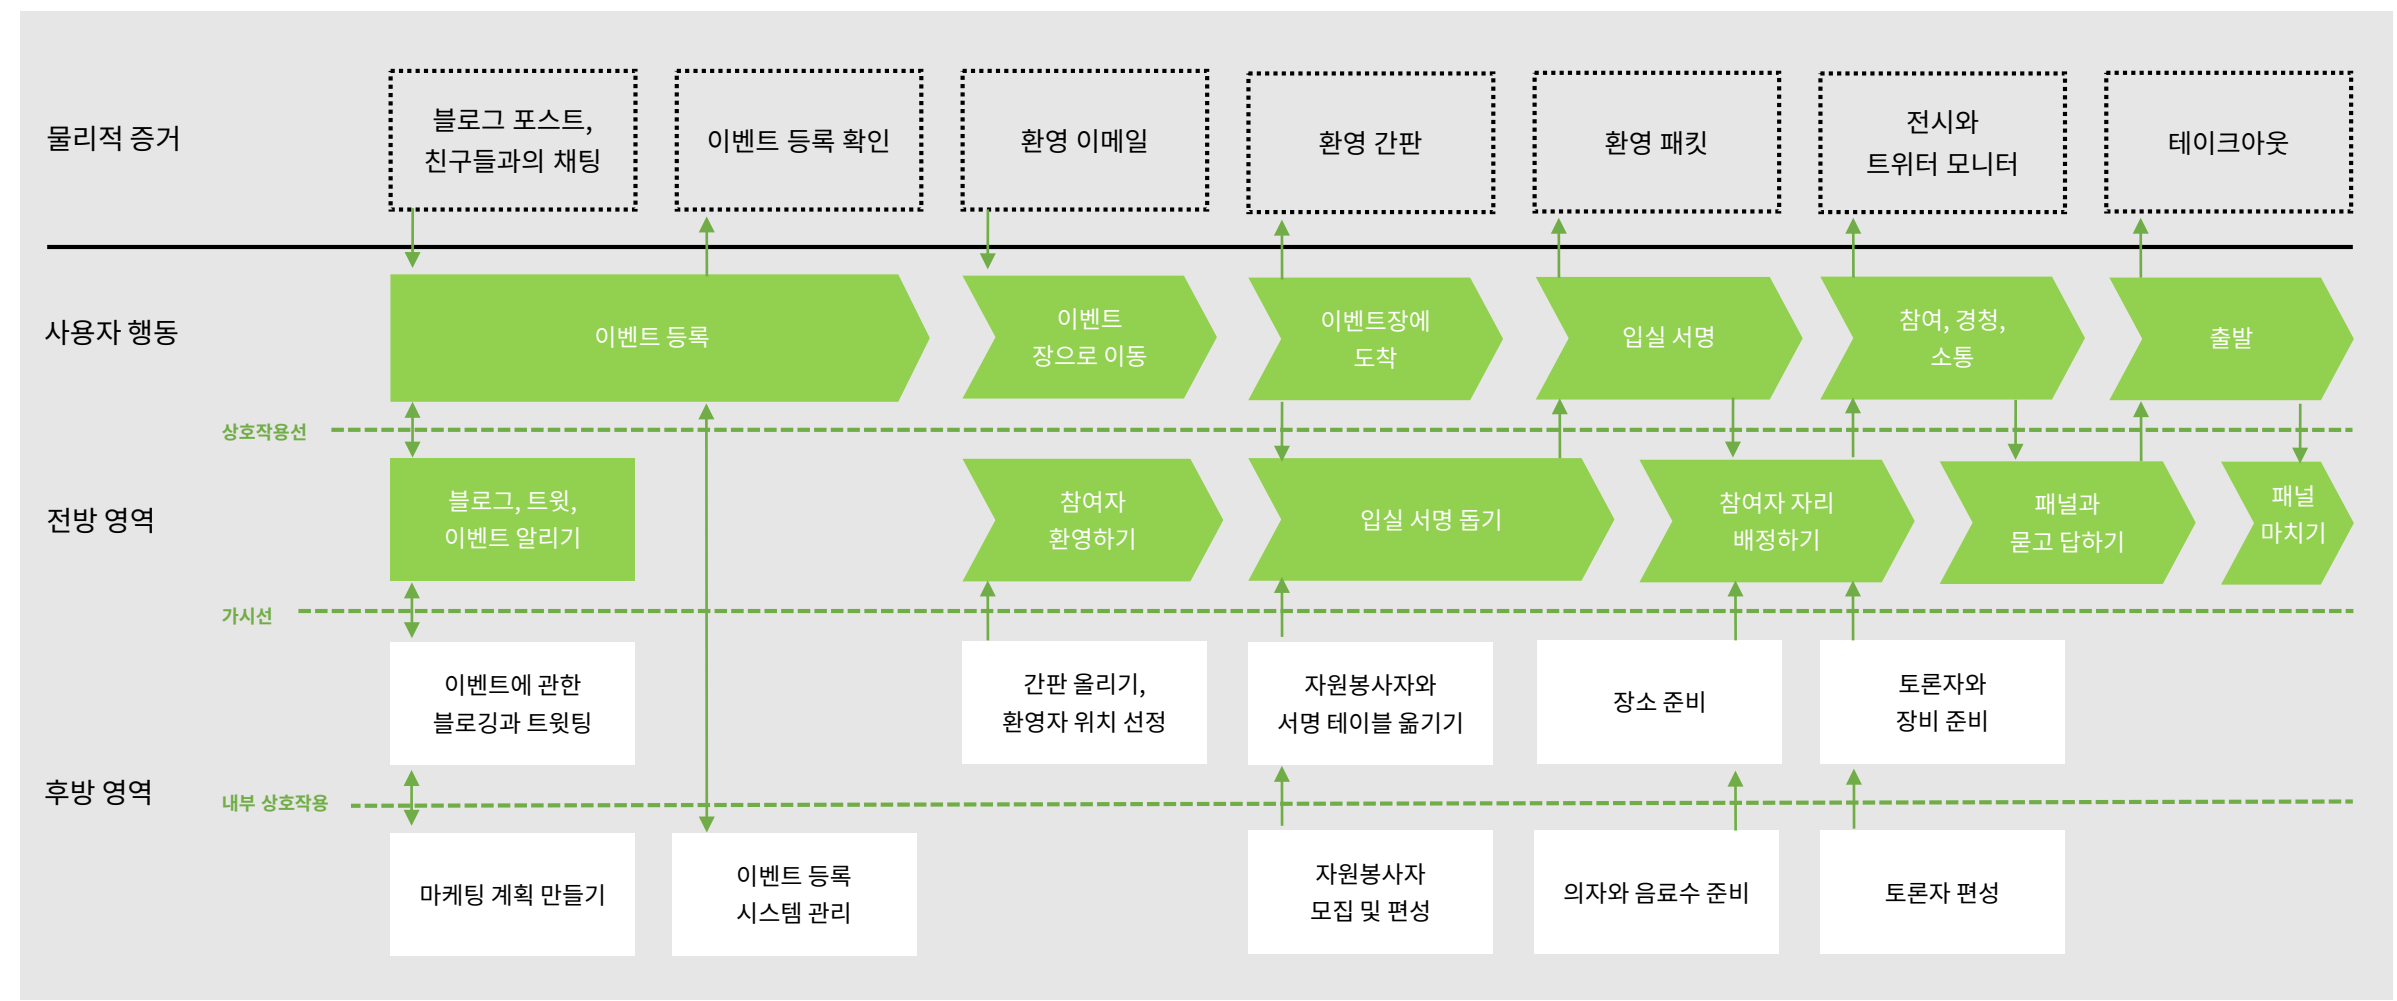 물리적 증거
블로그 포스트,
친구들과의 채팅
이벤트 등록 확인
환영 이메일
환영 간판
환영 패킷
전시와
트위터 모니터
테이크아웃
사용자 행동
이벤트 등록
이벤트
장으로 이동
이벤트장에
도착
입실 서명
참여, 경청,
소통
출발
상호작용선
전방 영역
블로그, 트윗,
이벤트 알리기
참여자
환영하기
입실 서명 돕기
참여자 자리
배정하기
패널과
묻고 답하기
패널
마치기
가시선
후방 영역
이벤트에 관한
블로깅과 트윗팅
간판 올리기,
환영자 위치 선정
자원봉사자와
서명 테이블 옮기기
장소 준비
토론자와
장비 준비
내부 상호작용
마케팅 계획 만들기
이벤트 등록
시스템 관리
자원봉사자
모집 및 편성
의자와 음료수 준비
토론자 편성